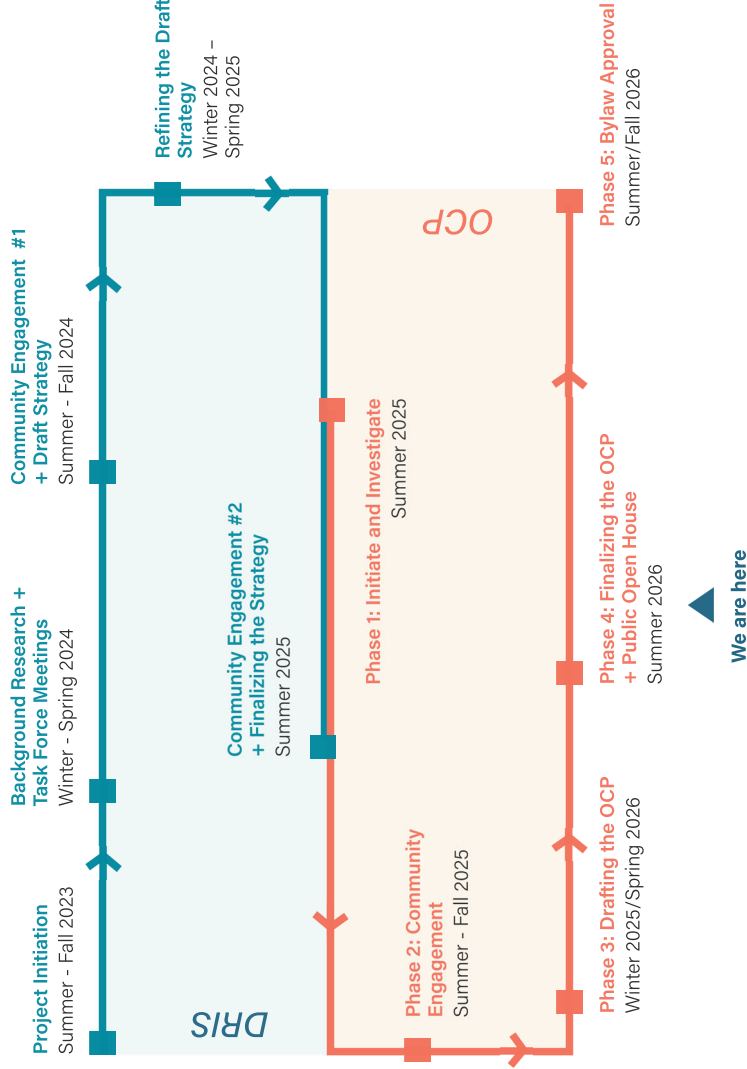 Project Initiation
Summer - Fall 2023
Background Research +
Task Force Meetings
Winter - Spring 2024
Community Engagement #1
+ Draft Strategy
Summer - Fall 2024
Refining the Draft
Strategy
Winter 2024 –
Spring 2025
DRIS
Community Engagement #2
+ Finalizing the Strategy
Summer 2025
OCP
Phase 1: Initiate and Investigate
Summer 2025
Phase 2: Community
Engagement
Summer - Fall 2025
Phase 3: Drafting the OCP
Winter 2025/Spring 2026
Phase 4: Finalizing the OCP
+ Public Open House
Summer 2026
Phase 5: Bylaw Approval
Summer/Fall 2026
We are here